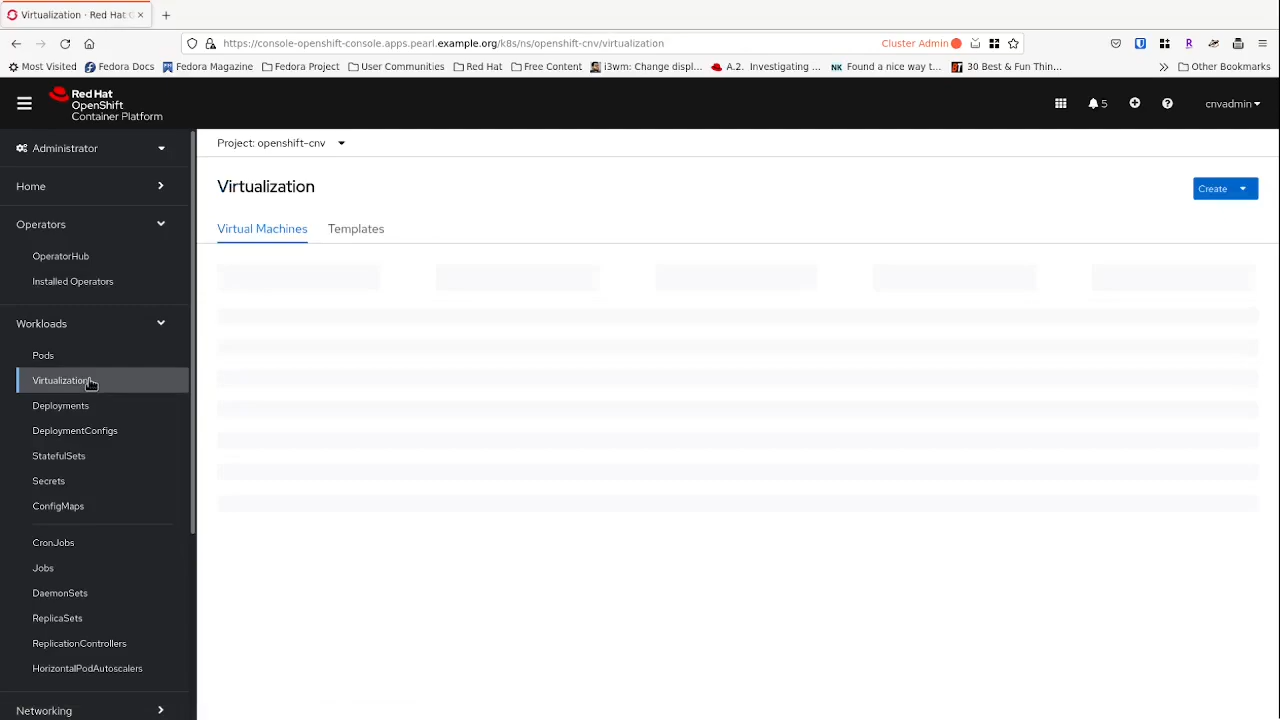 Virtualization · Red Hat
https://console-openshift-console.apps.pearl.example.org/k8s/ns/openshift-cnv/virtualization
Cluster Admin
Most Visited
Fedora Docs
Fedora Magazine
Fedora Project
User Communities
Red Hat
Free Content
i3wm: Change displ...
A.2. Investigating ...
NK Found a nice way t...
30 Best & Fun Thin...
Other Bookmarks
Red Hat
OpenShift
Container Platform
5
cnvadmin
Administrator
Home
Operators
OperatorHub
Installed Operators
Workloads
Pods
Virtualization
Deployments
DeploymentConfigs
StatefulSets
Secrets
ConfigMaps
CronJobs
Jobs
DaemonSets
ReplicaSets
ReplicationControllers
HorizontalPodAutoscalers
Networking
Project: openshift-cnv
Virtualization
Create
Virtual Machines
Templates